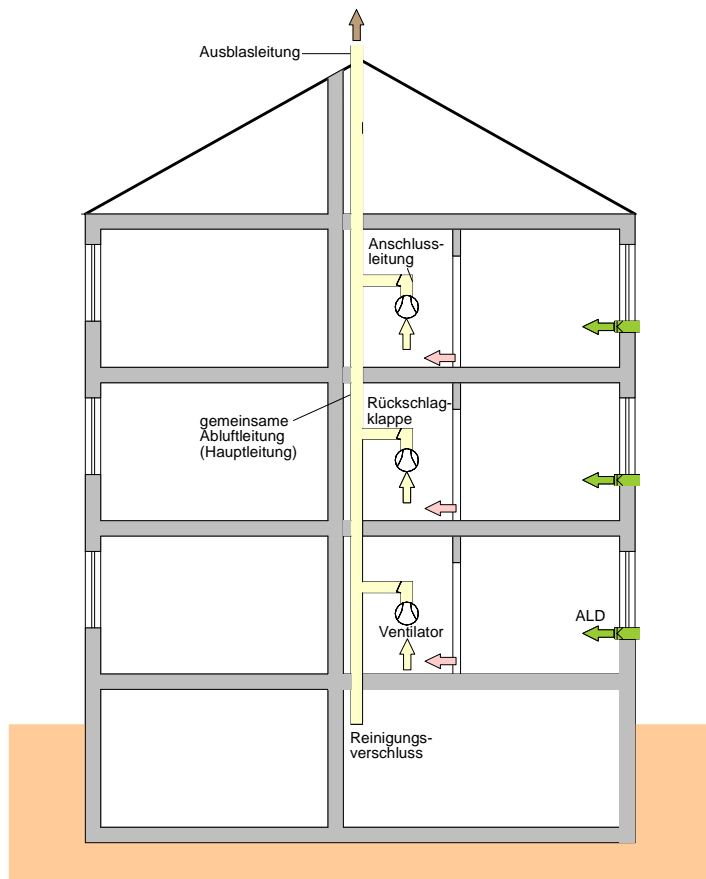 Ausblasleitung
Anschluss-
leitung
Rückschlag-
klappe
gemeinsame
Abluftleitung
(Hauptleitung)
ALD
Ventilator
Reinigungs-
verschluss